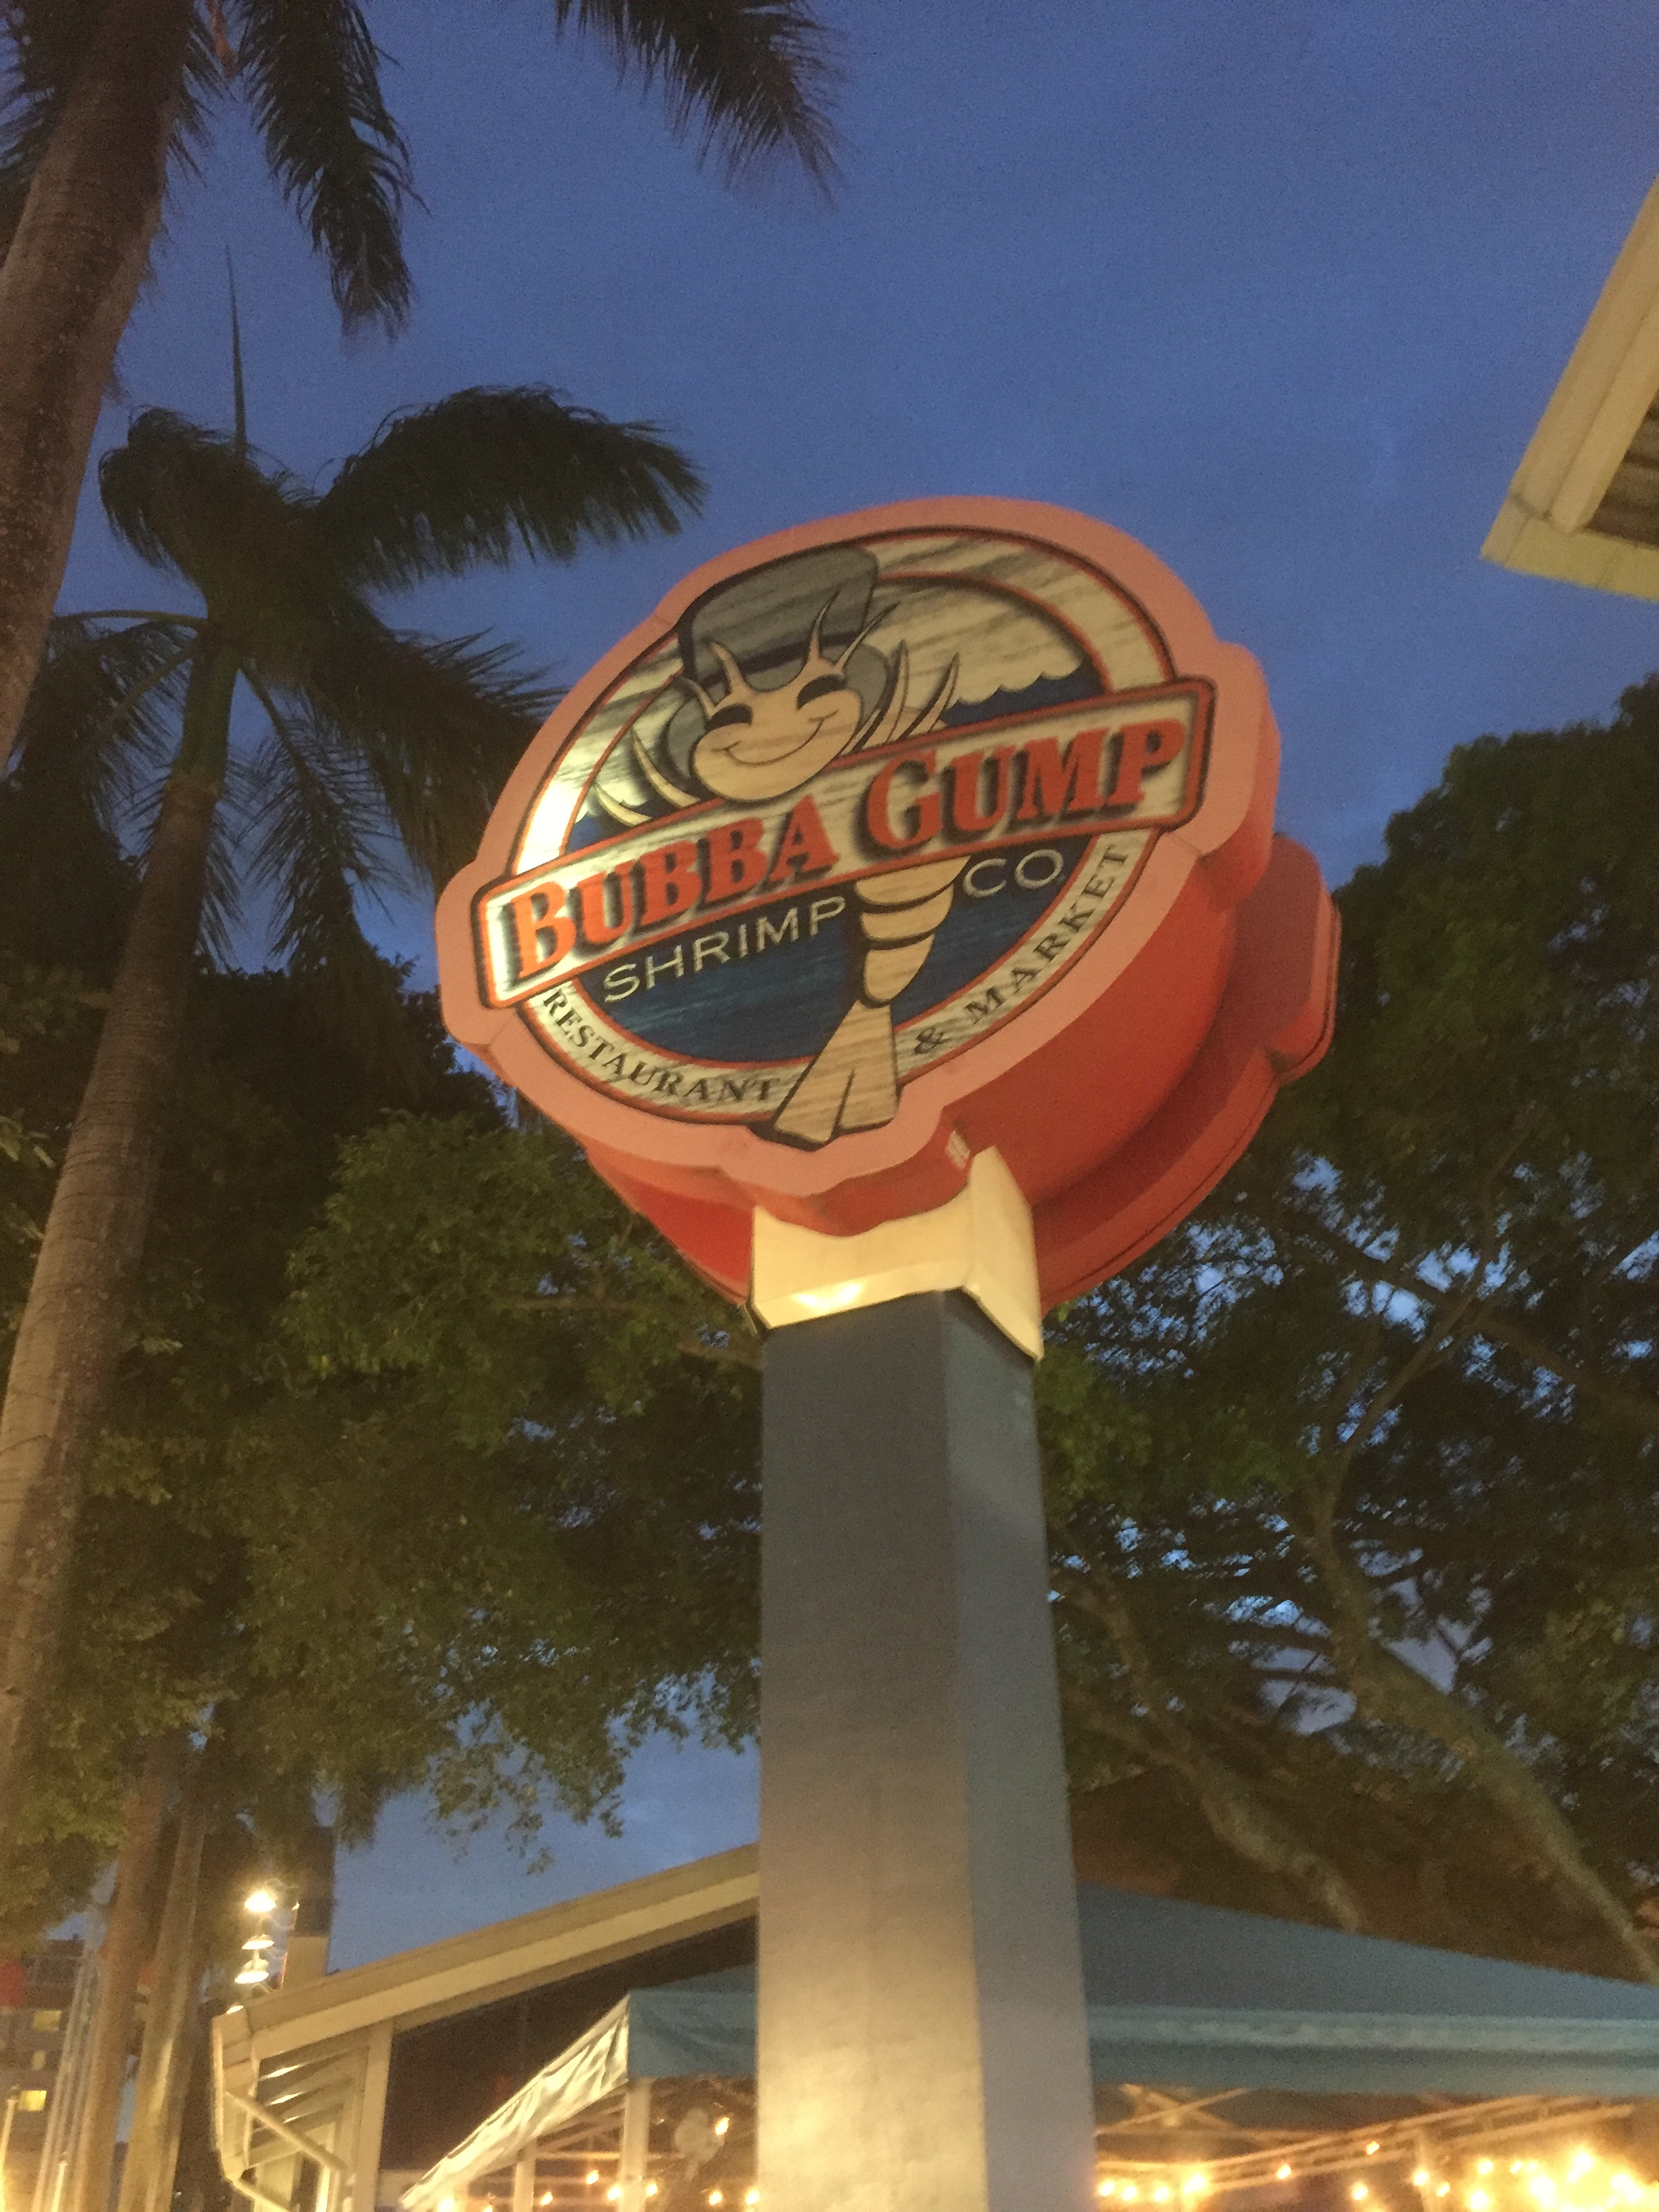 BUBBA GUMP
SHRIMP CO.
RESTAURANT & MARKET